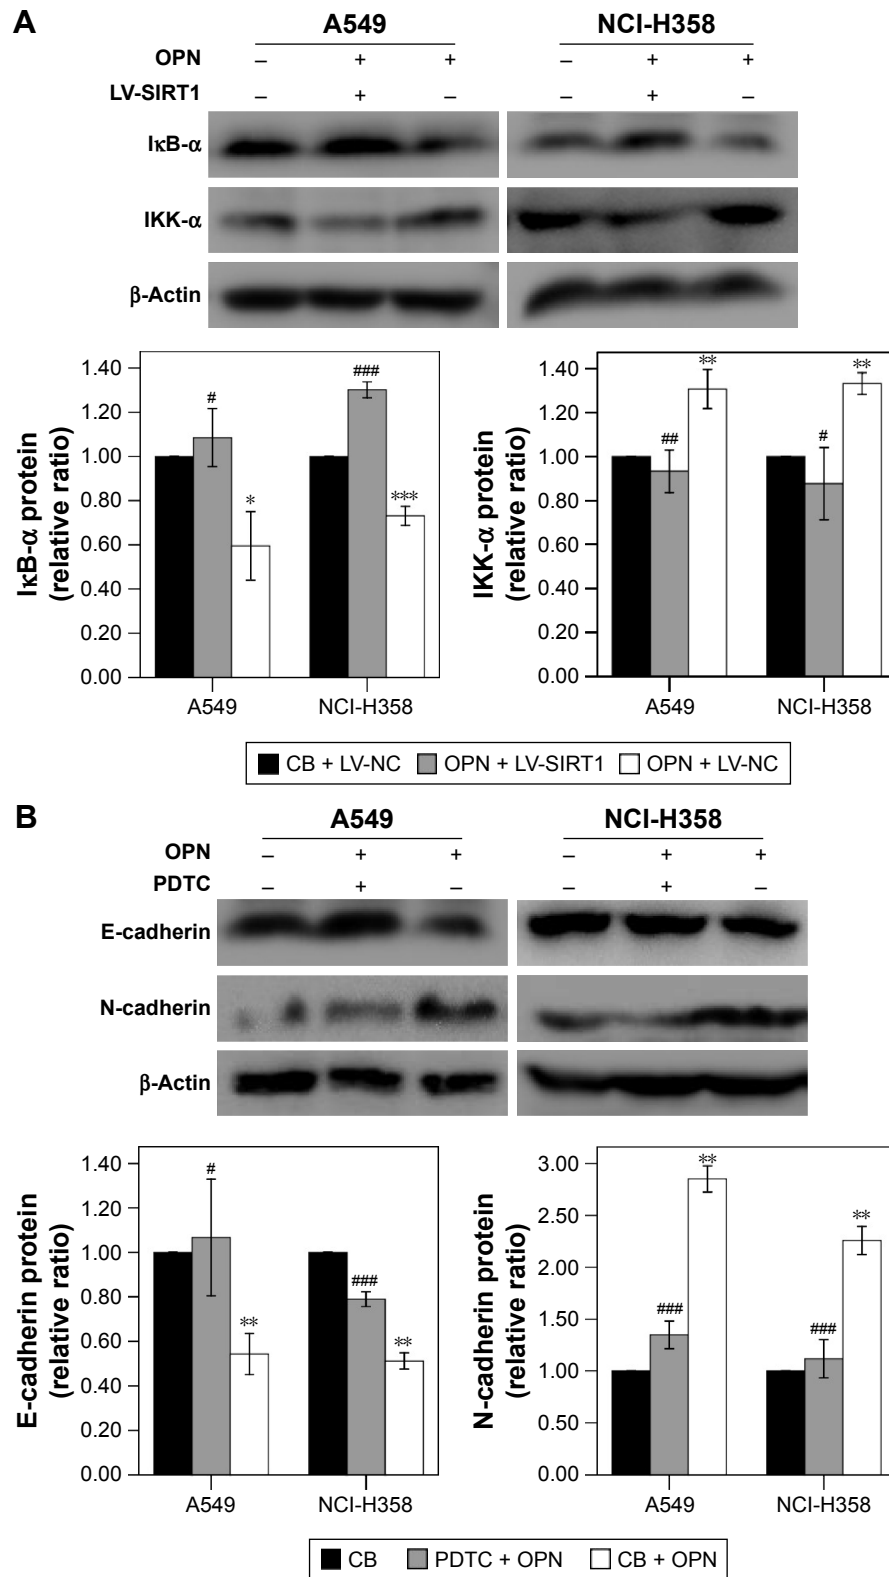 A
A549 NCI-H358
OPN – + + – + +
LV-SIRT1 – + – – + –
IκB-α
IKK-α
β-Actin
IκB-α protein
(relative ratio)
1.40
1.20
1.00
0.80
0.60
0.40
0.20
0.00
# * ### ***
A549 NCI-H358
IKK-α protein
(relative ratio)
1.40
1.20
1.00
0.80
0.60
0.40
0.20
0.00
## ** # **
A549 NCI-H358
CB + LV-NC OPN + LV-SIRT1 OPN + LV-NC
B
A549 NCI-H358
OPN – + + – + +
PDTC – + – – + –
E-cadherin
N-cadherin
β-Actin
E-cadherin protein
(relative ratio)
1.40
1.20
1.00
0.80
0.60
0.40
0.20
0.00
# ** ### **
A549 NCI-H358
N-cadherin protein
(relative ratio)
3.00
2.50
2.00
1.50
1.00
0.50
0.00
### ** ### **
A549 NCI-H358
CB PDTC + OPN CB + OPN